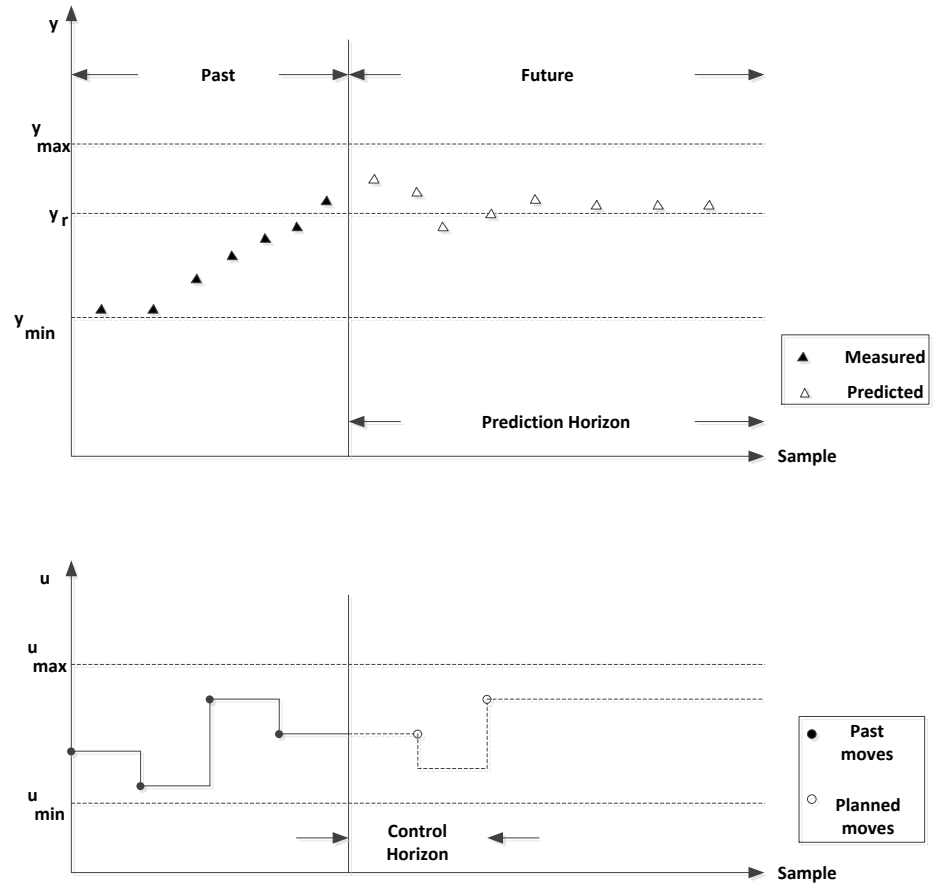 y
Past
Future
y
max
y
r
y
min
Measured
Predicted
Prediction Horizon
Sample
u
u
max
Past
moves
u
min
Planned
moves
Control
Horizon
Sample